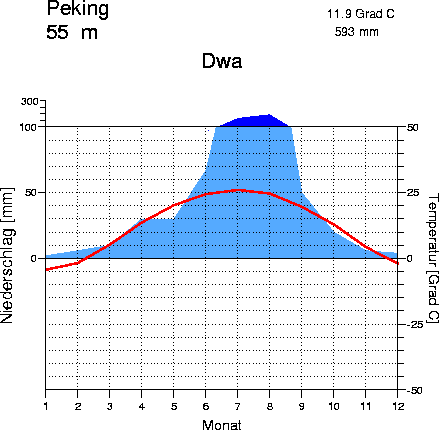 Peking
55 m
11.9 Grad C
593 mm
Dwa
300
100
50
0
50
25
0
-25
-50
Niederschlag [mm]
Temperatur [Grad C]
1 2 3 4 5 6 7 8 9 10 11 12
Monat